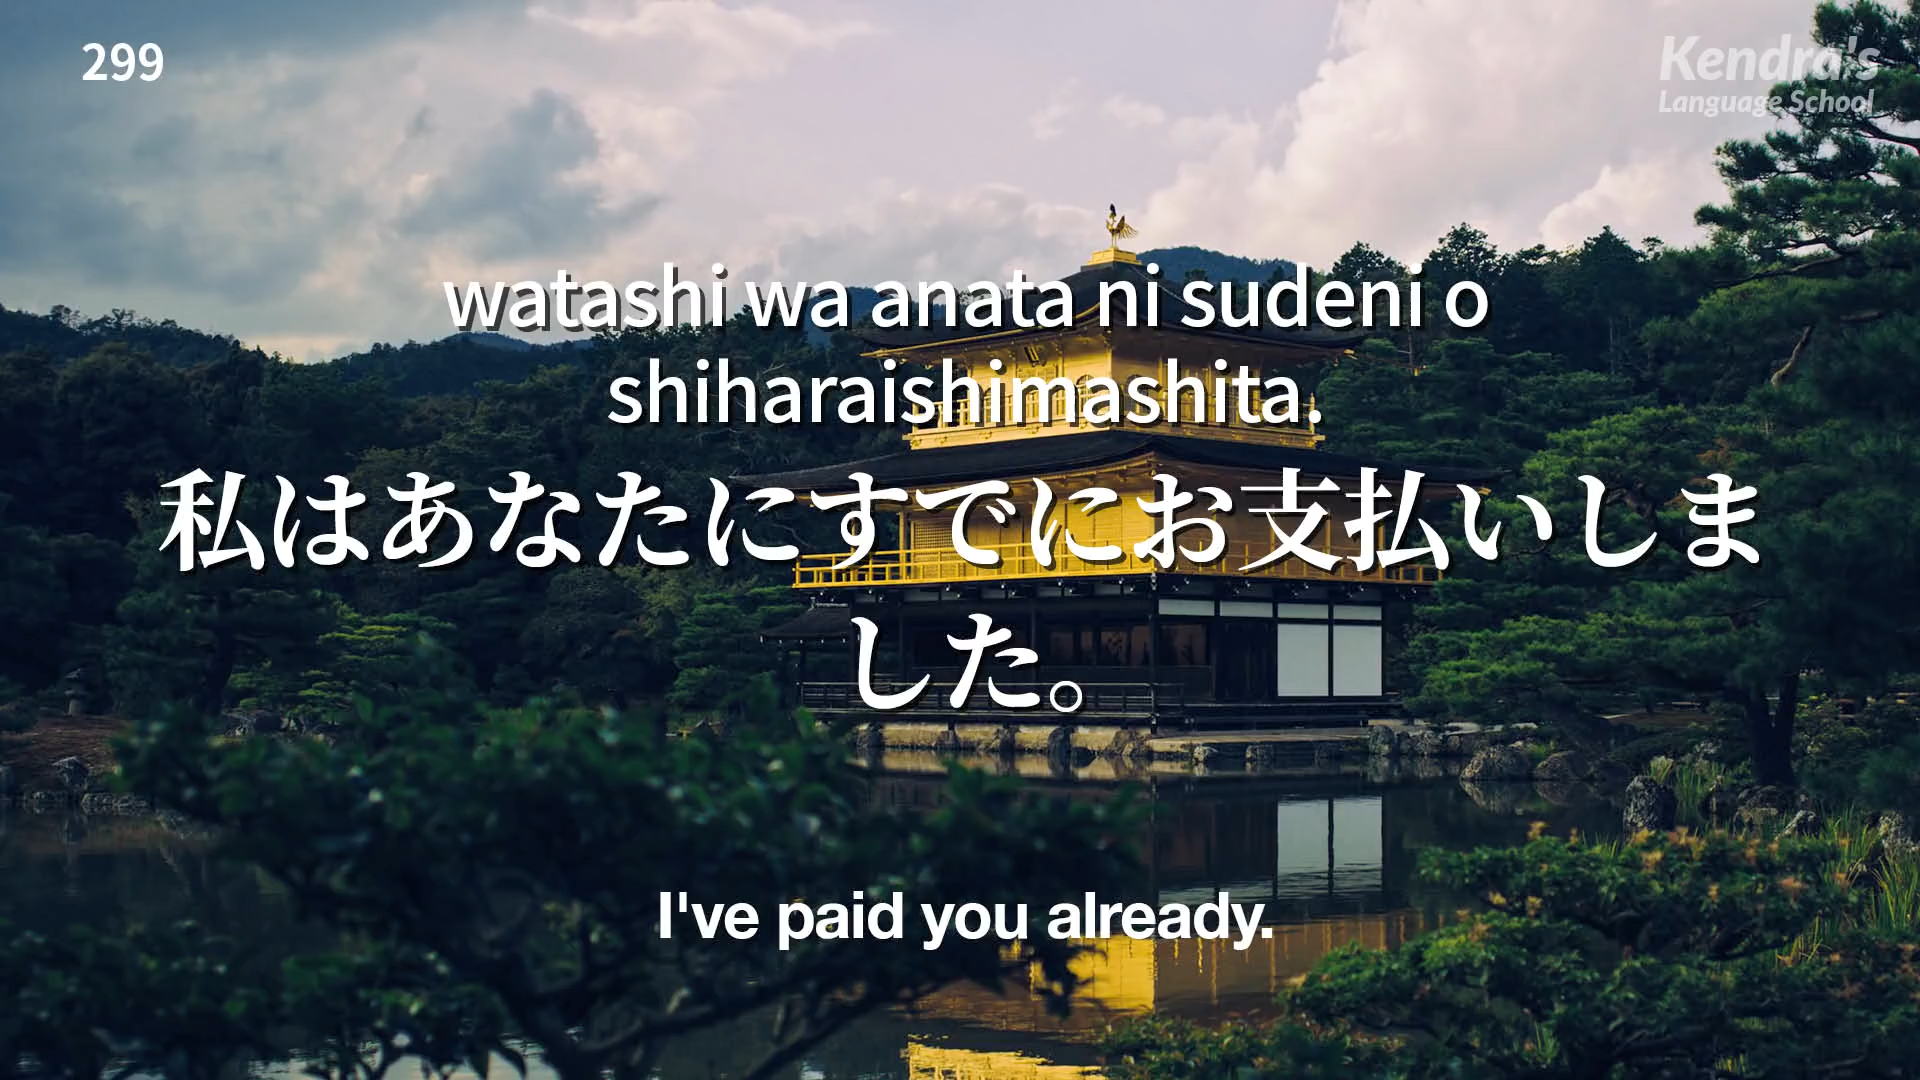 299
Kendra's
Language School
watashi wa anata ni sudeni o
shiharaishimashita.
私はあなたにすでにお支払いしま
した。
I've paid you already.